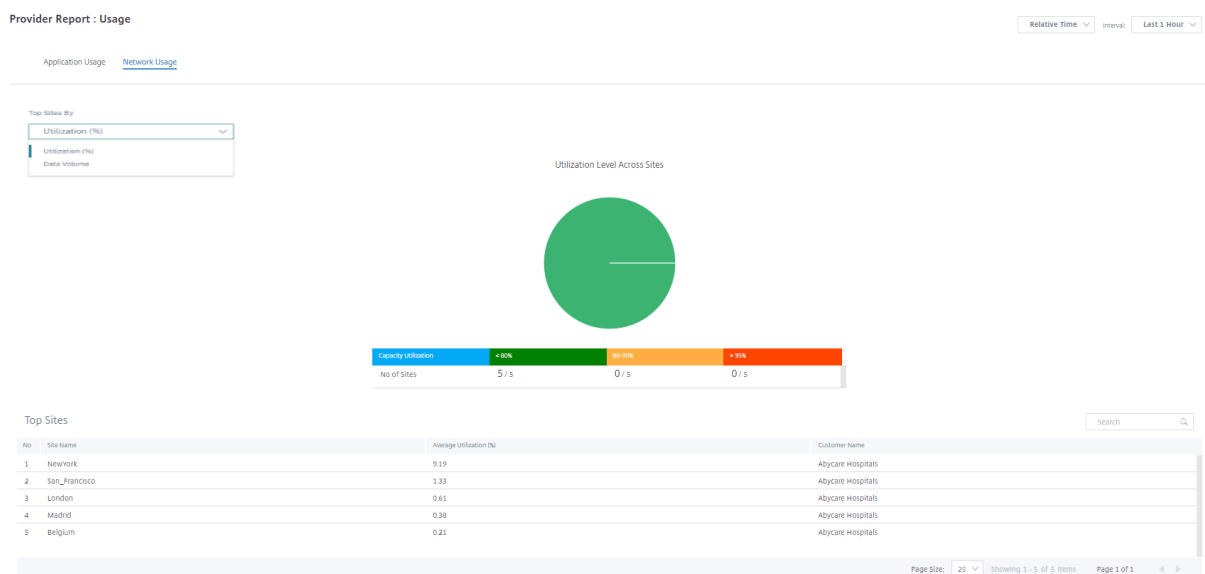 Provider Report : Usage
Relative Time Interval: Last 1 Hour
Application Usage Network Usage
Top Sites By
Utilization (%)
Utilization (%)
Data Volume
Utilization Level Across Sites
Capacity Utilization < 80% 80-95% > 95%
No of Sites 5 / 5 0 / 5 0 / 5
Top Sites
Search
No Site Name Average Utilization (%) Customer Name
1 NewYork 9.19 Abycare Hospitals
2 San_Francisco 1.33 Abycare Hospitals
3 London 0.61 Abycare Hospitals
4 Madrid 0.38 Abycare Hospitals
5 Belgium 0.21 Abycare Hospitals
Page Size: 25 Showing 1 - 5 of 5 items Page 1 of 1